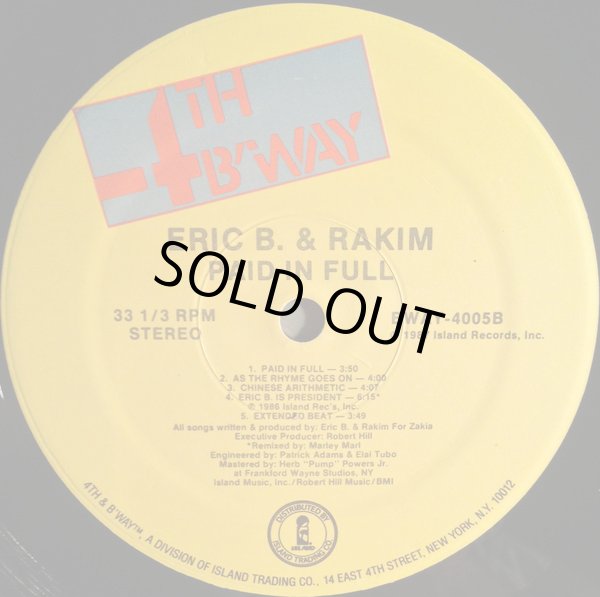 4TH
B'WAY
ERIC B. & RAKIM
PAID IN FULL
SOLD OUT
33 1/3 RPM
STEREO
-4005B
Island Records, Inc.
1. PAID IN FULL — 3:50
2. AS THE RHYME GOES ON — 4:00
3. CHINESE ARITHMETIC — 4:07
4. ERIC B. IS PRESIDENT — 6:15*
© 1986 Island Rec's, Inc.
5. EXTENDED BEAT — 3:49
All songs written & produced by: Eric B. & Rakim For Zakia
Executive Producer: Robert Hill
*Remixed by: Marley Marl
Engineered by: Patrick Adams & Elai Tubo
Mastered by: Herb "Pump" Powers Jr.
at Frankford Wayne Studios, NY
Island Music, Inc./Robert Hill Music/BMI
DISTRIBUTED BY
ISLAND
ISLAND TRADING CO.
4TH & B'WAY™, A DIVISION OF ISLAND TRADING CO., 14 EAST 4TH STREET, NEW YORK, N.Y. 10012